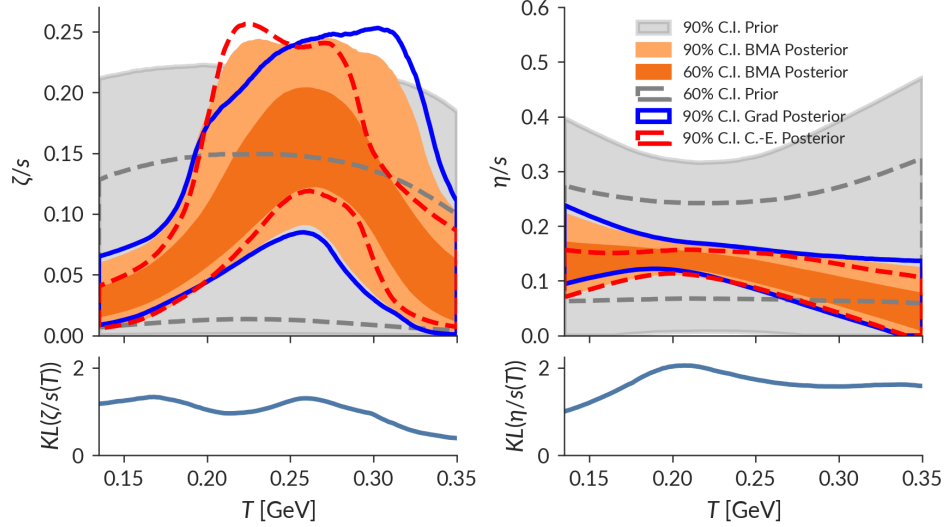 0.25
0.20
0.15
0.10
0.05
0.00
ζ/s
0.6
0.5
0.4
0.3
0.2
0.1
0.0
η/s
90% C.I. Prior
90% C.I. BMA Posterior
60% C.I. BMA Posterior
60% C.I. Prior
90% C.I. Grad Posterior
90% C.I. C.-E. Posterior
2
0
KL(ζ/s(T))
0.15 0.20 0.25 0.30 0.35
T [GeV]
2
0
KL(η/s(T))
0.15 0.20 0.25 0.30 0.35
T [GeV]